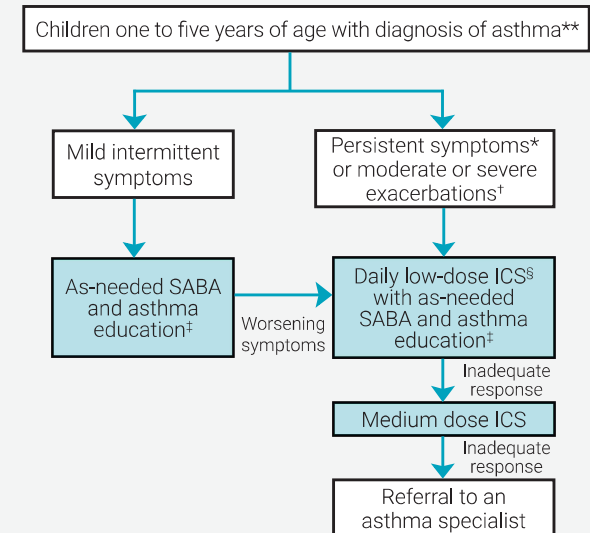 Children one to five years of age with diagnosis of asthma**
Mild intermittent
symptoms
Persistent symptoms*
or moderate or severe
exacerbations†
As-needed SABA
and asthma
education‡
Worsening
symptoms
Daily low-dose ICS§
with as-needed
SABA and asthma
education‡
Inadequate
response
Medium dose ICS
Inadequate
response
Referral to an
asthma specialist